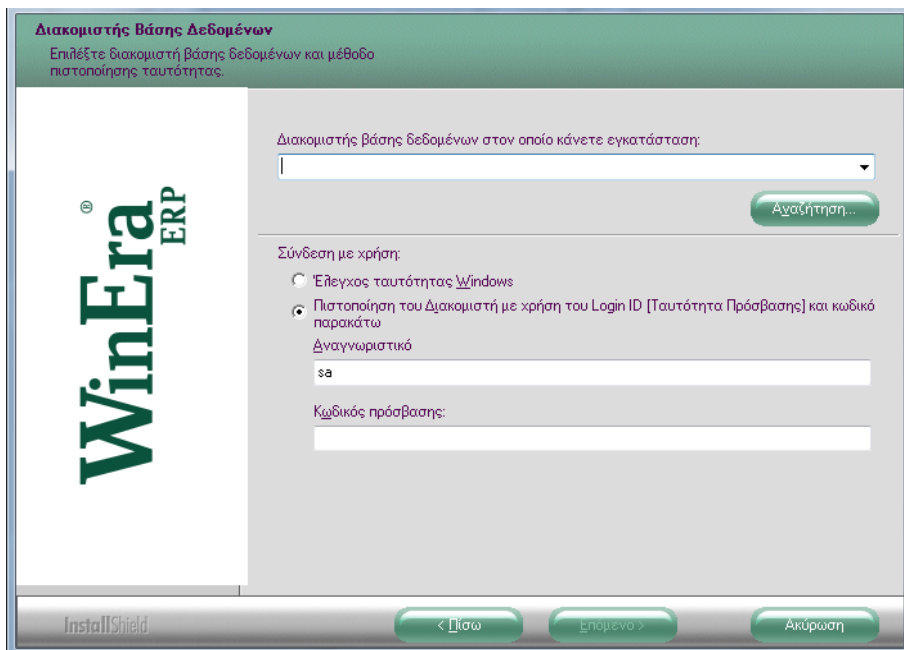 Διακομιστής Βάσης Δεδομένων
Επιλέξτε διακομιστή βάσης δεδομένων και μέθοδο
πιστοποίησης ταυτότητας.
WinEra®
ERP
Διακομιστής βάσης δεδομένων στον οποίο κάνετε εγκατάσταση:
Αναζήτηση...
Σύνδεση με χρήση:
Έλεγχος ταυτότητας Windows
Πιστοποίηση του Διακομιστή με χρήση του Login ID [Ταυτότητα Πρόσβασης] και κωδικό
παρακάτω
Αναγνωριστικό
sa
Κωδικός πρόσβασης:
InstallShield
< Πίσω
Επόμενο >
Ακύρωση